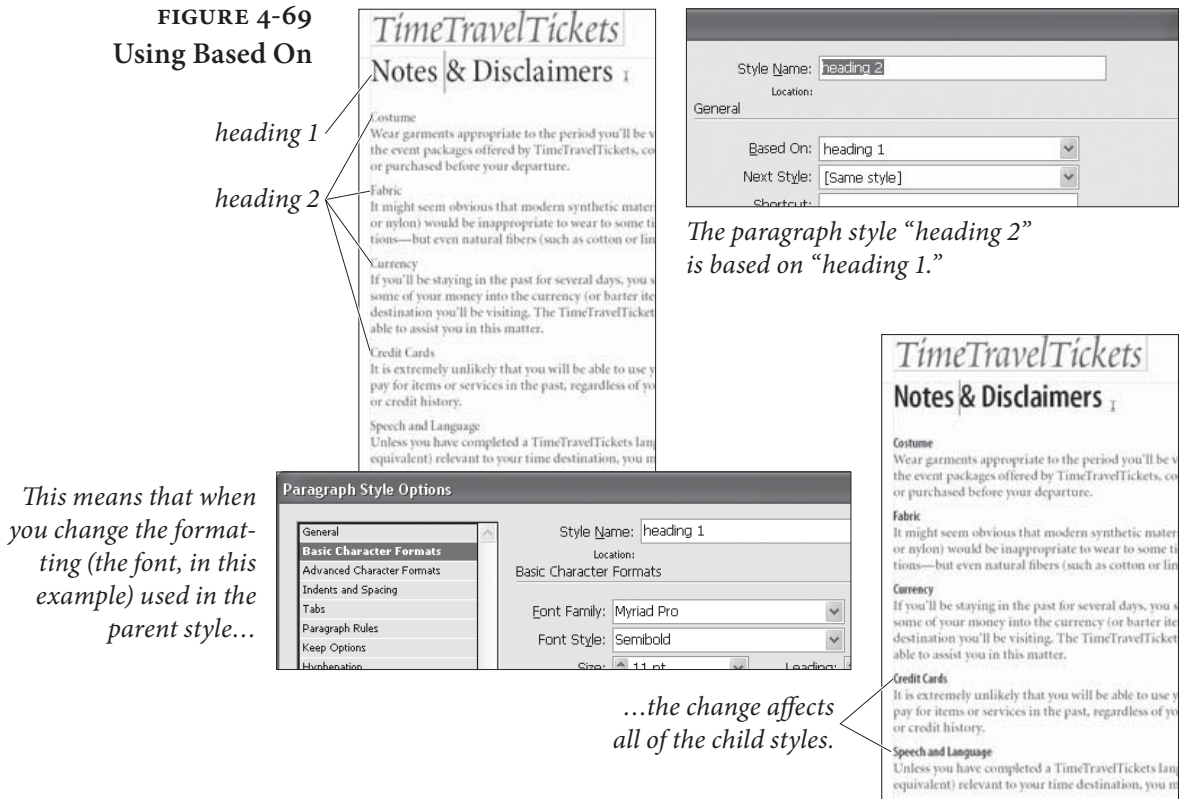 FIGURE 4-69
Using Based On
heading 1
heading 2
TimeTravelTickets
Notes & Disclaimers
Costume
Wear garments appropriate to the period you'll be
the event packages offered by TimeTravelTickets, co
or purchased before your departure.
Fabric
It might seem obvious that modern synthetic mater
or nylon) would be inappropriate to wear to some ti
tions—but even natural fibers (such as cotton or lin
Currency
If you'll be staying in the past for several days, you s
some of your money into the currency (or barter ite
destination you'll be visiting. The TimeTravelTicket
able to assist you in this matter.
Credit Cards
It is extremely unlikely that you will be able to use y
pay for items or services in the past, regardless of yo
or credit history.
Speech and Language
Unless you have completed a TimeTravelTickets lan
equivalent) relevant to your time destination, you m
Style Name: heading 2
Location:
General
Based On: heading 1
Next Style: [Same style]
Shortcut:
The paragraph style “heading 2”
is based on “heading 1.”
This means that when
you change the format-
ting (the font, in this
example) used in the
parent style…
Paragraph Style Options
General
Basic Character Formats
Advanced Character Formats
Indents and Spacing
Tabs
Paragraph Rules
Keep Options
Hyphenation
Style Name: heading 1
Location:
Basic Character Formats
Font Family: Myriad Pro
Font Style: Semibold
Size: 11 pt Leading:
…the change affects
all of the child styles.
TimeTravelTickets
Notes & Disclaimers
Costume
Wear garments appropriate to the period you'll be v
the event packages offered by TimeTravelTickets, co
or purchased before your departure.
Fabric
It might seem obvious that modern synthetic mater
or nylon) would be inappropriate to wear to some ti
tions—but even natural fibers (such as cotton or lin
Currency
If you'll be staying in the past for several days, you s
some of your money into the currency (or barter ite
destination you'll be visiting. The TimeTravelTicket
able to assist you in this matter.
Credit Cards
It is extremely unlikely that you will be able to use y
pay for items or services in the past, regardless of yo
or credit history.
Speech and Language
Unless you have completed a TimeTravelTickets lan
equivalent) relevant to your time destination, you m